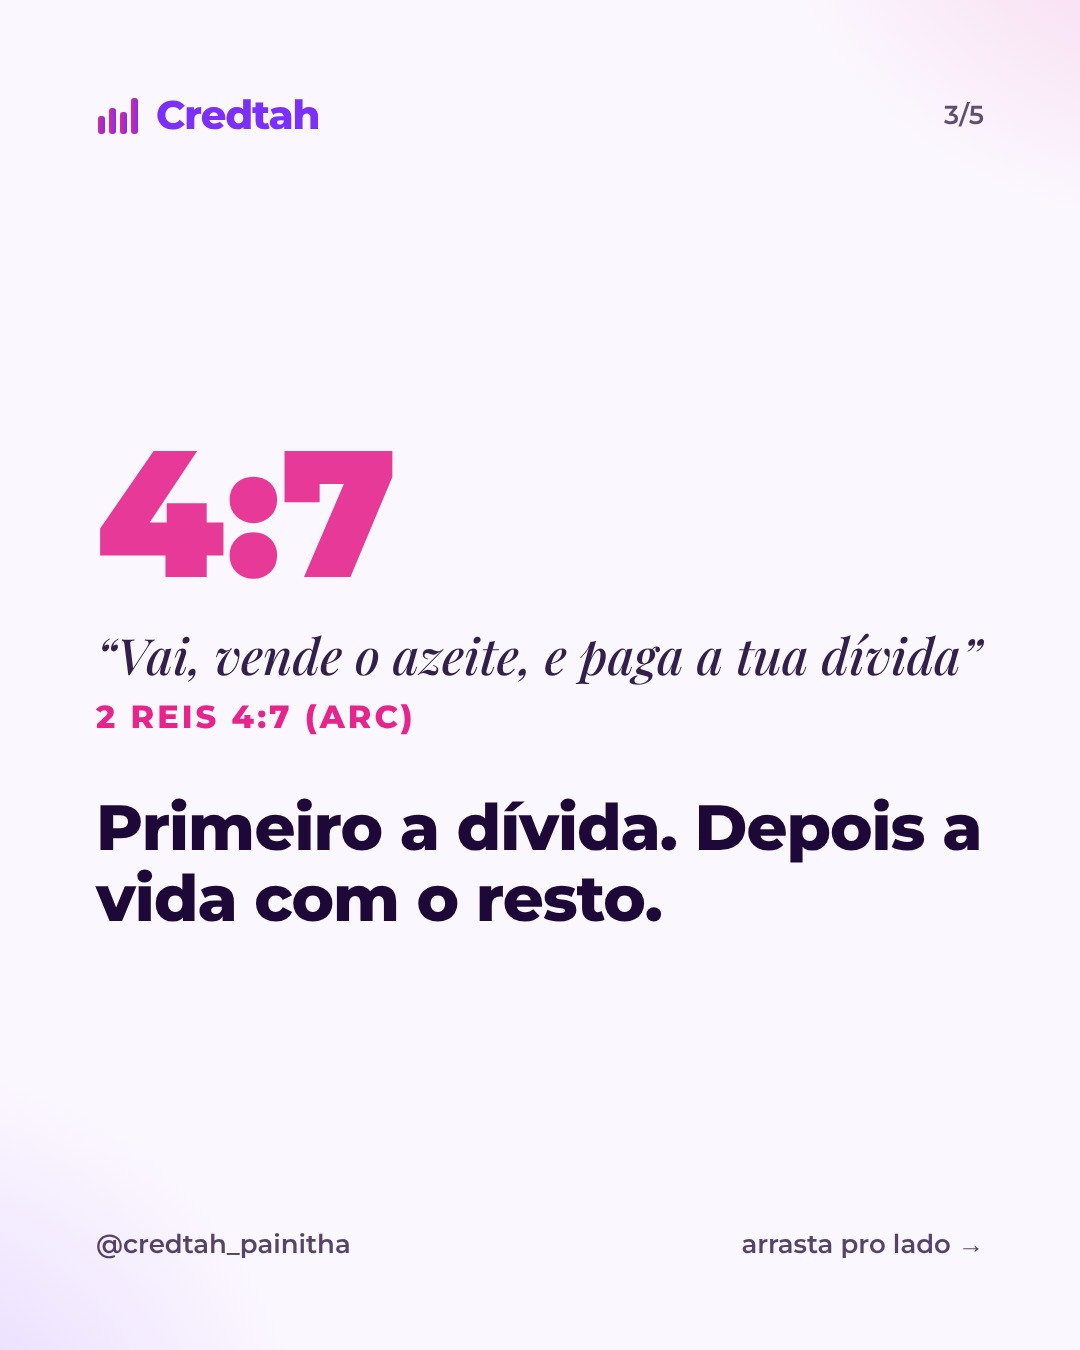 Credtah
3/5
4:7
“Vai, vende o azeite, e paga a tua dívida”
2 REIS 4:7 (ARC)
Primeiro a dívida. Depois a
vida com o resto.
@credtah_painitha
arrasta pro lado →